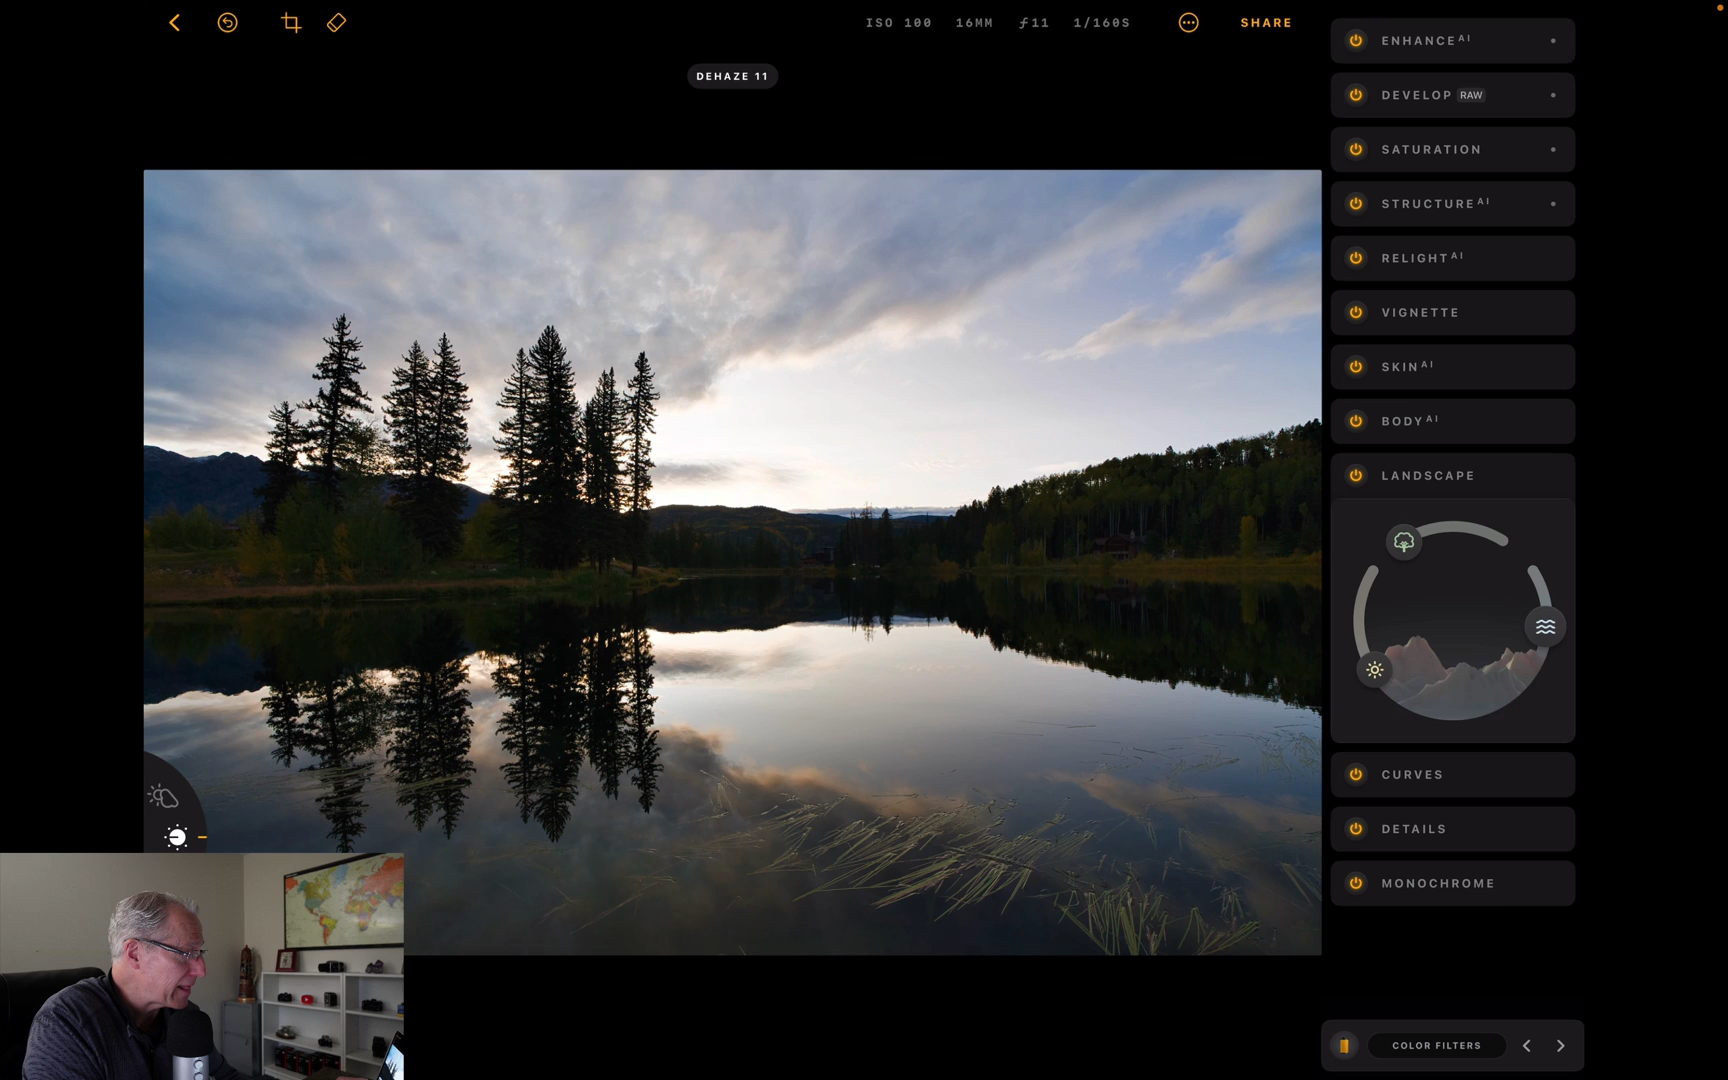 ISO 100 16MM ƒ11 1/160S
SHARE
DEHAZE 11
ENHANCE AI
DEVELOP RAW
SATURATION
STRUCTURE AI
RELIGHT AI
VIGNETTE
SKIN AI
BODY AI
LANDSCAPE
CURVES
DETAILS
MONOCHROME
COLOR FILTERS